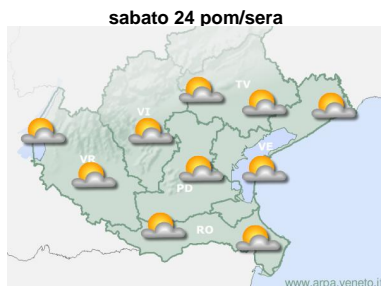 sabato 24 pom/sera
TV
VI
VE
VR
PD
RO
www.arpa.veneto.it